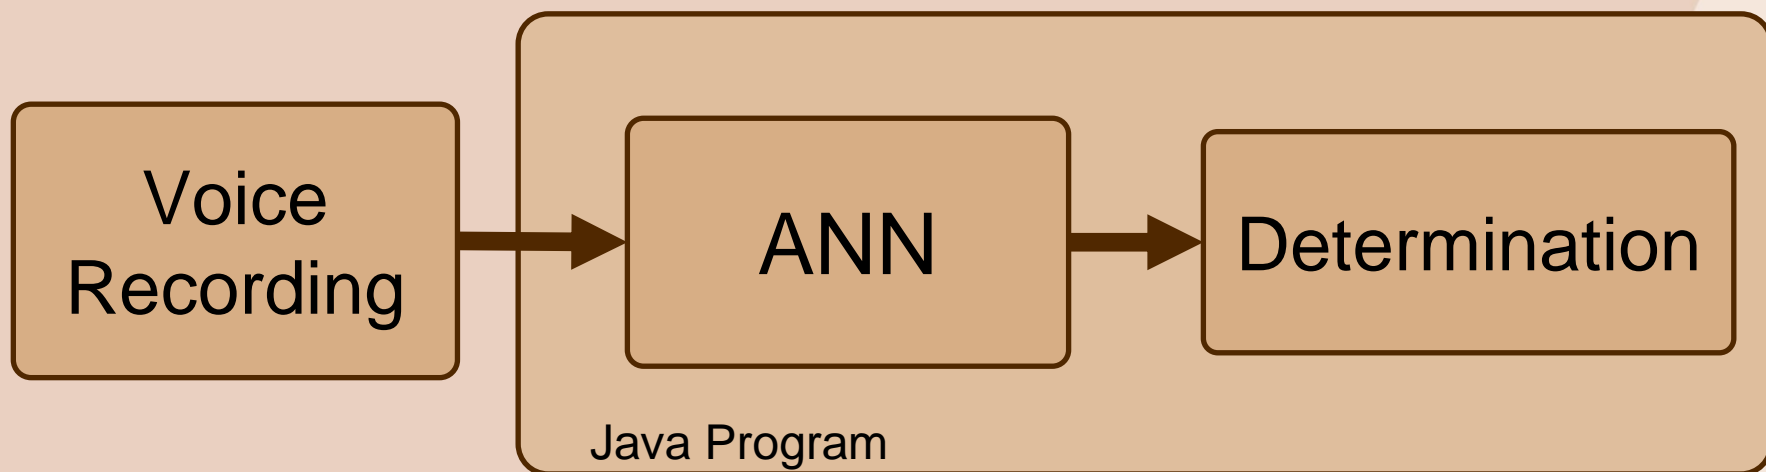 Voice
Recording
ANN
Determination
Java Program